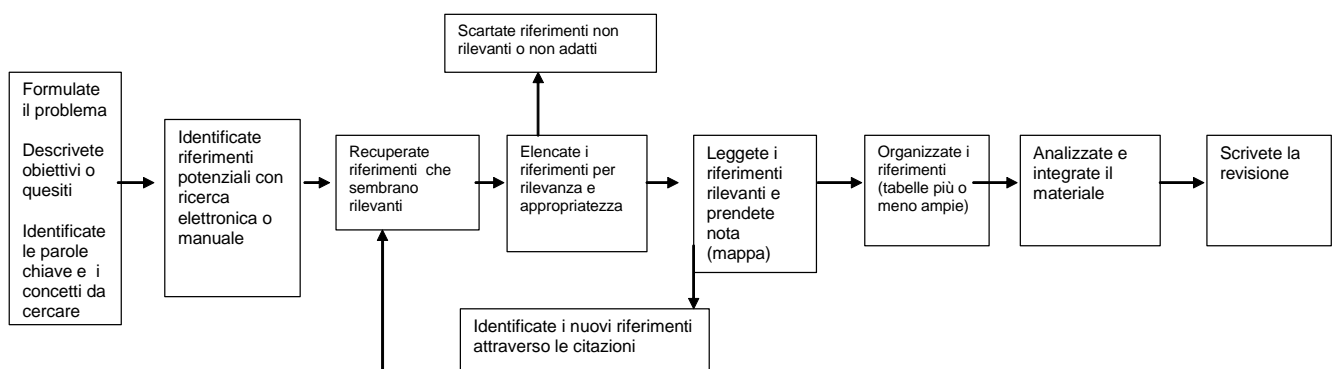 Scartate riferimenti non
rilevanti o non adatti
Formulate
il problema
Descrivete
obiettivi o
quesiti
Identificate
le parole
chiave e i
concetti da
cercare
Identificate
riferimenti
potenziali con
ricerca
elettronica o
manuale
Recuperate
riferimenti che
sembrano
rilevanti
Elencate i
riferimenti per
rilevanza e
appropriatezza
Leggete i
riferimenti
rilevanti e
prendete
nota
(mappa)
Organizzate i
riferimenti
(tabelle più o
meno ampie)
Analizzate e
integrate il
materiale
Scrivete la
revisione
Identificate i nuovi riferimenti
attraverso le citazioni